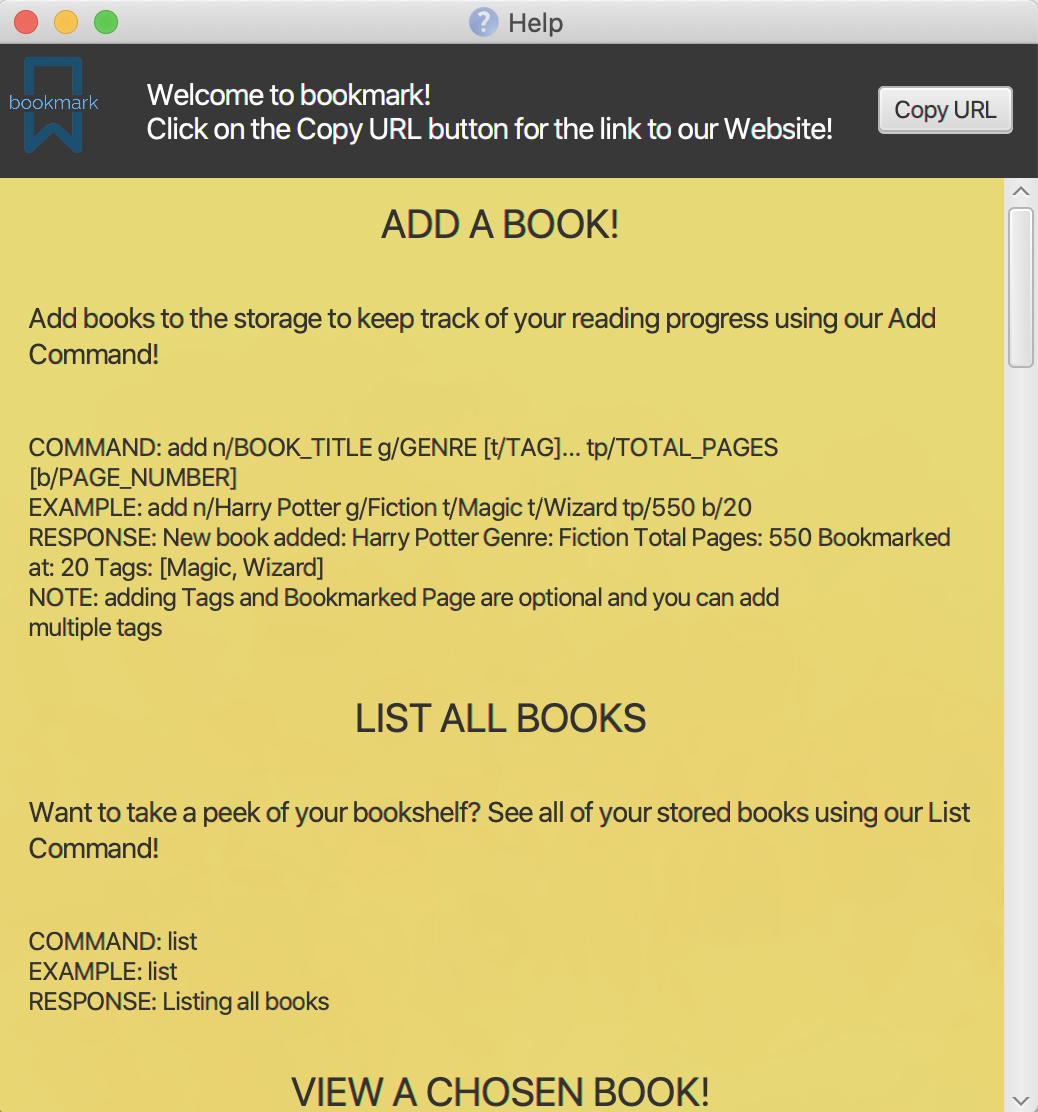 Help
bookmark
Welcome to bookmark!
Click on the Copy URL button for the link to our Website!
Copy URL
ADD A BOOK!
Add books to the storage to keep track of your reading progress using our Add
Command!
COMMAND: add n/BOOK_TITLE g/GENRE [t/TAG]... tp/TOTAL_PAGES
[b/PAGE_NUMBER]
EXAMPLE: add n/Harry Potter g/Fiction t/Magic t/Wizard tp/550 b/20
RESPONSE: New book added: Harry Potter Genre: Fiction Total Pages: 550 Bookmarked
at: 20 Tags: [Magic, Wizard]
NOTE: adding Tags and Bookmarked Page are optional and you can add
multiple tags
LIST ALL BOOKS
Want to take a peek of your bookshelf? See all of your stored books using our List
Command!
COMMAND: list
EXAMPLE: list
RESPONSE: Listing all books
VIEW A CHOSEN BOOK!